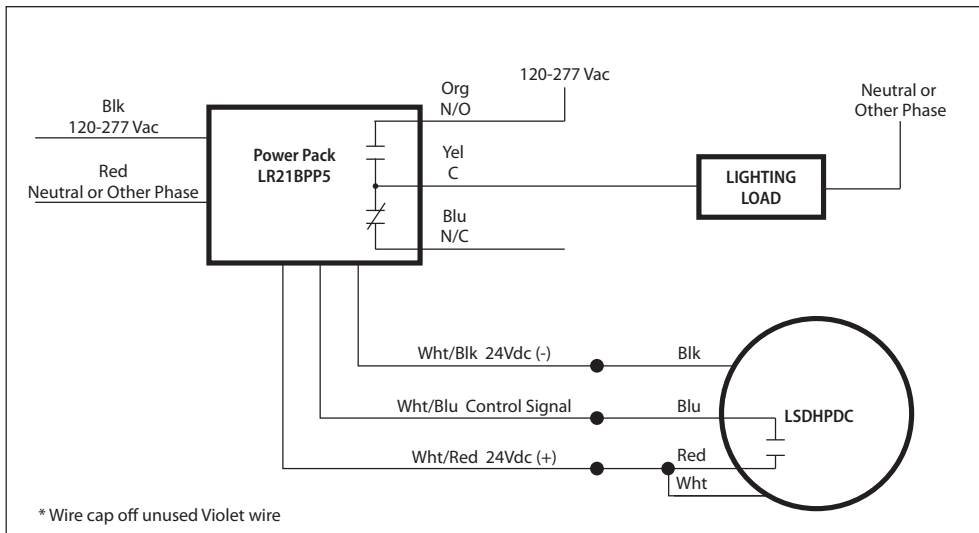 120-277 Vac
Org
N/O
Neutral or
Other Phase
Blk
120-277 Vac
Power Pack
LR21BPP5
Yel
C
Red
Neutral or Other Phase
LIGHTING
LOAD
Blu
N/C
Wht/Blk 24Vdc (-)
Blk
Wht/Blu Control Signal
Blu
LSDHPDC
Wht/Red 24Vdc (+)
Red
Wht
* Wire cap off unused Violet wire